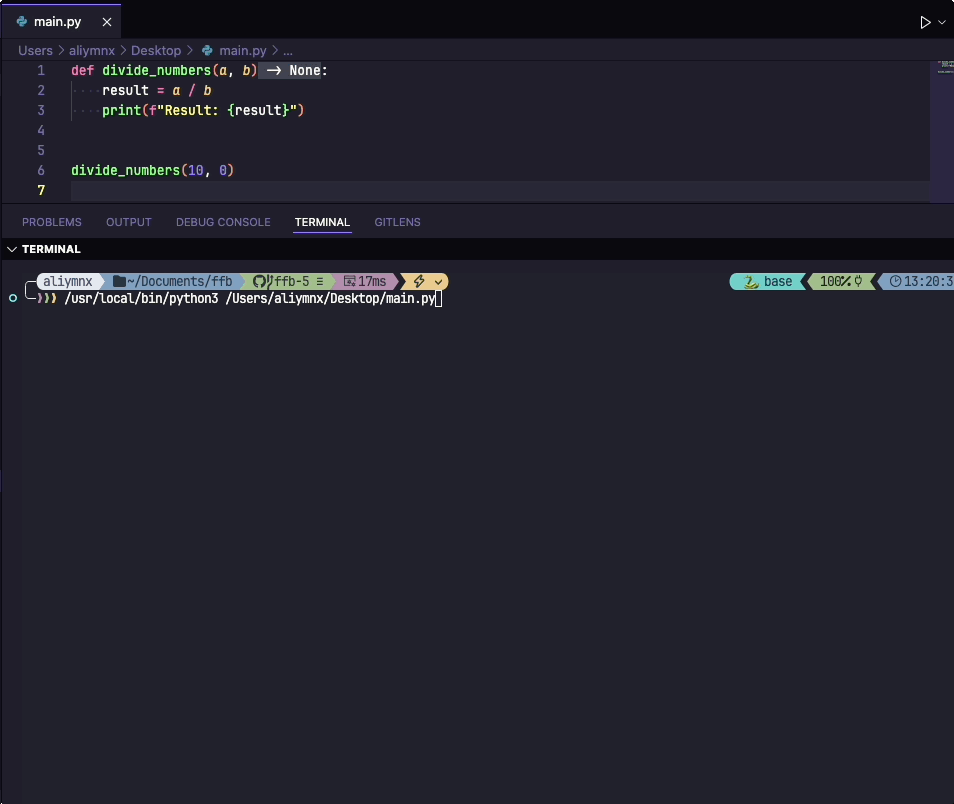 main.py
Users > aliymnx > Desktop > main.py > ...
1 def divide_numbers(a, b) -> None:
2     result = a / b
3     print(f"Result: {result}")
4
5
6 divide_numbers(10, 0)
7
PROBLEMS OUTPUT DEBUG CONSOLE TERMINAL GITLENS
TERMINAL
aliymnx ~/Documents/ffb ffb-5 ≡ 17ms base 100% 13:20:3
/usr/local/bin/python3 /Users/aliymnx/Desktop/main.py